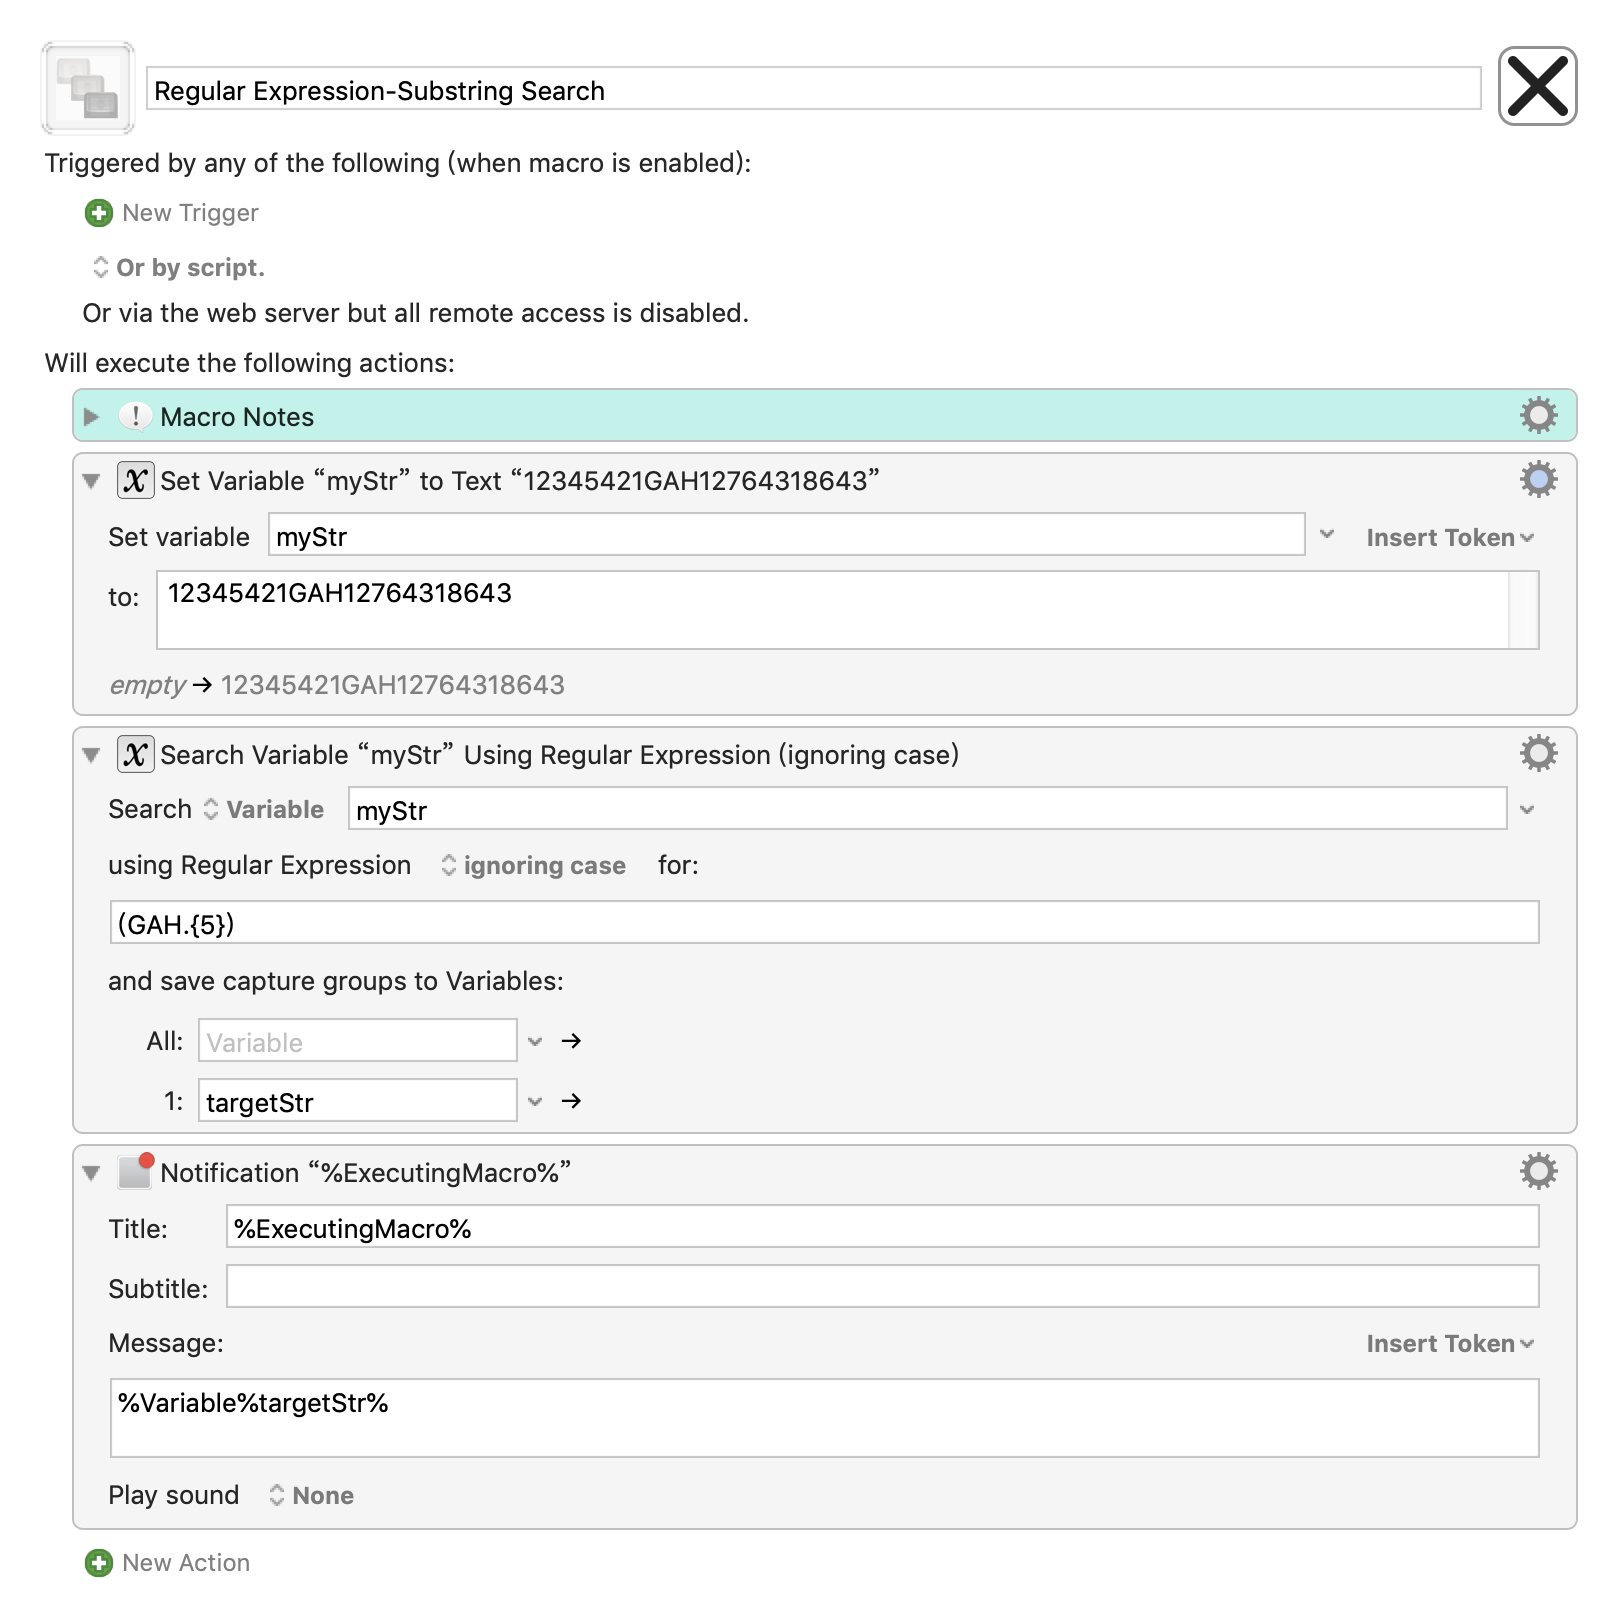 Regular Expression-Substring Search
Triggered by any of the following (when macro is enabled):
New Trigger
Or by script.
Or via the web server but all remote access is disabled.
Will execute the following actions:
! Macro Notes
X Set Variable “myStr” to Text “12345421GAH12764318643”
Set variable myStr Insert Token
to: 12345421GAH12764318643
empty → 12345421GAH12764318643
X Search Variable “myStr” Using Regular Expression (ignoring case)
Search Variable myStr
using Regular Expression ignoring case for:
(GAH.{5})
and save capture groups to Variables:
All: Variable →
1: targetStr →
Notification “%ExecutingMacro%”
Title: %ExecutingMacro%
Subtitle:
Message: Insert Token
%Variable%targetStr%
Play sound None
New Action